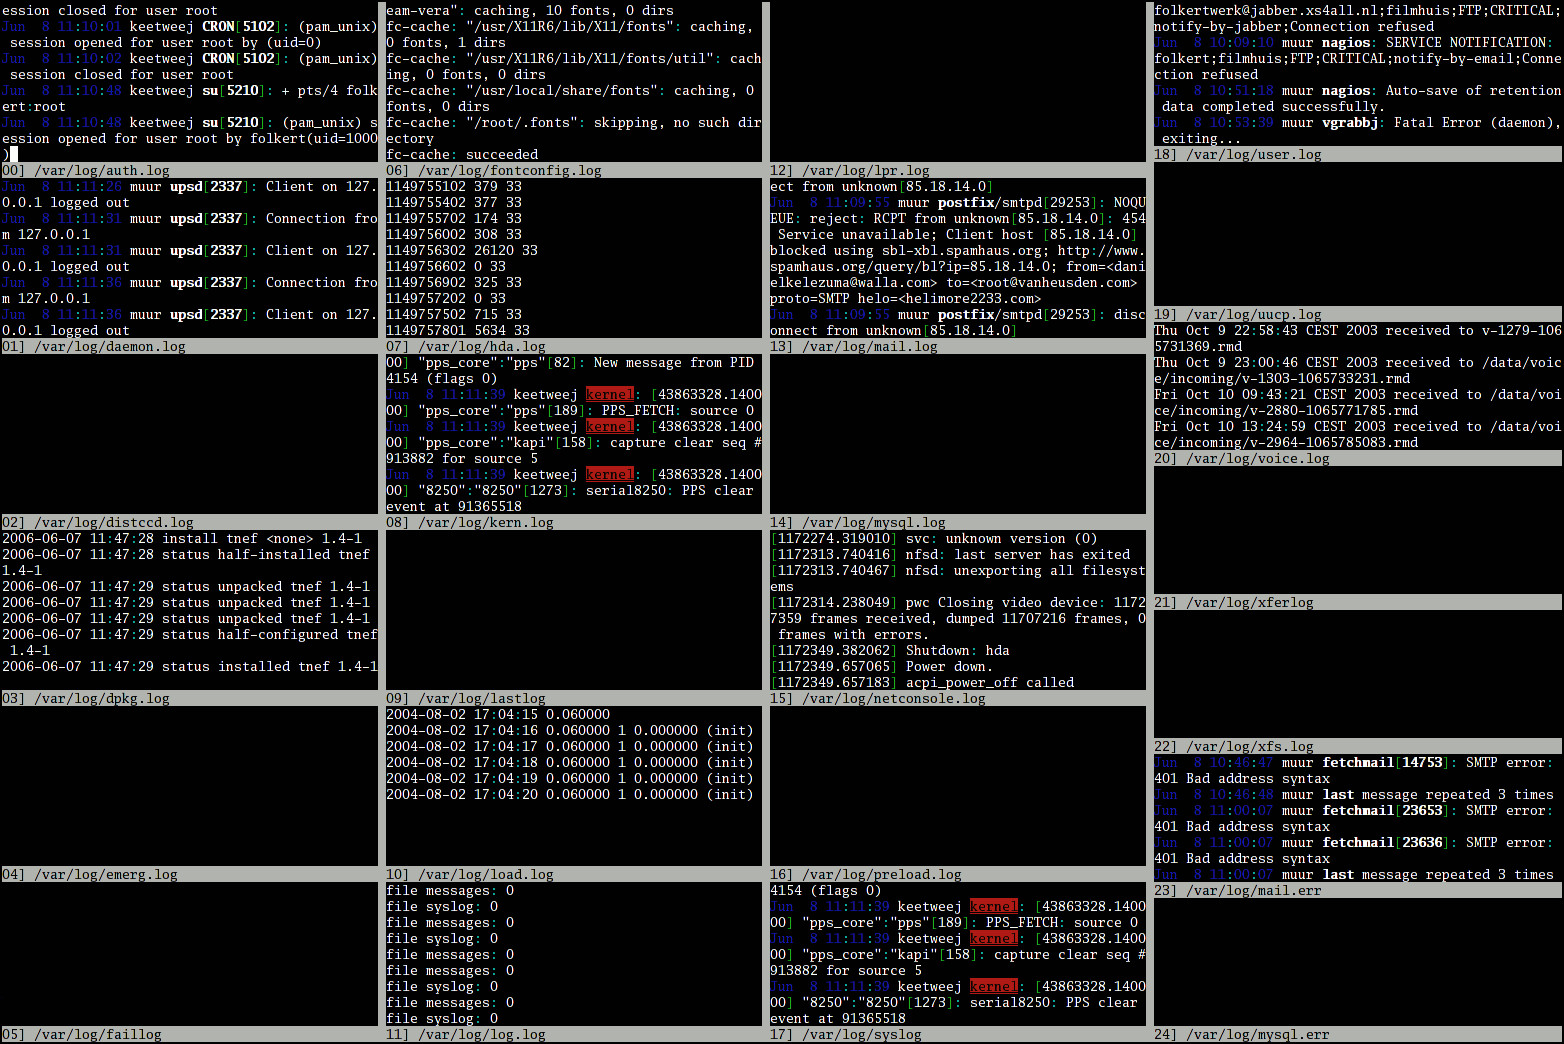 ession closed for user root
Jun  8 11:10:01 keetweej CRON[5102]: (pam_unix)
 session opened for user root by (uid=0)
Jun  8 11:10:02 keetweej CRON[5102]: (pam_unix)
 session closed for user root
Jun  8 11:10:48 keetweej su[5210]: + pts/4 folk
ert:root
Jun  8 11:10:48 keetweej su[5210]: (pam_unix) s
ession opened for user root by folkert(uid=1000
)
00] /var/log/auth.log
Jun  8 11:11:26 muur upsd[2337]: Client on 127.
0.0.1 logged out
Jun  8 11:11:31 muur upsd[2337]: Connection fro
m 127.0.0.1
Jun  8 11:11:31 muur upsd[2337]: Client on 127.
0.0.1 logged out
Jun  8 11:11:36 muur upsd[2337]: Connection fro
m 127.0.0.1
Jun  8 11:11:36 muur upsd[2337]: Client on 127.
0.0.1 logged out
01] /var/log/daemon.log
02] /var/log/distccd.log
2006-06-07 11:47:28 install tnef <none> 1.4-1
2006-06-07 11:47:28 status half-installed tnef
1.4-1
2006-06-07 11:47:29 status unpacked tnef 1.4-1
2006-06-07 11:47:29 status unpacked tnef 1.4-1
2006-06-07 11:47:29 status unpacked tnef 1.4-1
2006-06-07 11:47:29 status half-configured tnef
 1.4-1
2006-06-07 11:47:29 status installed tnef 1.4-1
03] /var/log/dpkg.log
04] /var/log/emerg.log
05] /var/log/faillog
eam-vera": caching, 10 fonts, 0 dirs
fc-cache: "/usr/X11R6/lib/X11/fonts": caching,
0 fonts, 1 dirs
fc-cache: "/usr/X11R6/lib/X11/fonts/util": cach
ing, 0 fonts, 0 dirs
fc-cache: "/usr/local/share/fonts": caching, 0
fonts, 0 dirs
fc-cache: "/root/.fonts": skipping, no such dir
ectory
fc-cache: succeeded
06] /var/log/fontconfig.log
1149755102 379 33
1149755402 377 33
1149755702 174 33
1149756002 308 33
1149756302 26120 33
1149756602 0 33
1149756902 325 33
1149757202 0 33
1149757502 715 33
1149757801 5634 33
07] /var/log/hda.log
00] "pps_core":"pps"[82]: New message from PID
4154 (flags 0)
Jun  8 11:11:39 keetweej kernel: [43863328.1400
00] "pps_core":"pps"[189]: PPS_FETCH: source 0
Jun  8 11:11:39 keetweej kernel: [43863328.1400
00] "pps_core":"kapi"[158]: capture clear seq #
913882 for source 5
Jun  8 11:11:39 keetweej kernel: [43863328.1400
00] "8250":"8250"[1273]: serial8250: PPS clear
event at 91365518
08] /var/log/kern.log
09] /var/log/lastlog
2004-08-02 17:04:15 0.060000
2004-08-02 17:04:16 0.060000 1 0.000000 (init)
2004-08-02 17:04:17 0.060000 1 0.000000 (init)
2004-08-02 17:04:18 0.060000 1 0.000000 (init)
2004-08-02 17:04:19 0.060000 1 0.000000 (init)
2004-08-02 17:04:20 0.060000 1 0.000000 (init)
10] /var/log/load.log
file messages: 0
file syslog: 0
file messages: 0
file syslog: 0
file messages: 0
file messages: 0
file syslog: 0
file messages: 0
file syslog: 0
11] /var/log/log.log
12] /var/log/lpr.log
ect from unknown[85.18.14.0]
Jun  8 11:09:55 muur postfix/smtpd[29253]: NOQU
EUE: reject: RCPT from unknown[85.18.14.0]: 454
 Service unavailable; Client host [85.18.14.0]
blocked using sbl-xbl.spamhaus.org; http://www.
spamhaus.org/query/bl?ip=85.18.14.0; from=<dani
elkelezuma@walla.com> to=<root@vanheusden.com>
proto=SMTP helo=<helimore2233.com>
Jun  8 11:09:55 muur postfix/smtpd[29253]: disc
onnect from unknown[85.18.14.0]
13] /var/log/mail.log
14] /var/log/mysql.log
[1172274.319010] svc: unknown version (0)
[1172313.740416] nfsd: last server has exited
[1172313.740467] nfsd: unexporting all filesyst
ems
[1172314.238049] pwc Closing video device: 1172
7359 frames received, dumped 11707216 frames, 0
 frames with errors.
[1172349.382062] Shutdown: hda
[1172349.657065] Power down.
[1172349.657183] acpi_power_off called
15] /var/log/netconsole.log
16] /var/log/preload.log
4154 (flags 0)
Jun  8 11:11:39 keetweej kernel: [43863328.1400
00] "pps_core":"pps"[189]: PPS_FETCH: source 0
Jun  8 11:11:39 keetweej kernel: [43863328.1400
00] "pps_core":"kapi"[158]: capture clear seq #
913882 for source 5
Jun  8 11:11:39 keetweej kernel: [43863328.1400
00] "8250":"8250"[1273]: serial8250: PPS clear
event at 91365518
17] /var/log/syslog
folkertwerk@jabber.xs4all.nl;filmhuis;FTP;CRITICAL;
notify-by-jabber;Connection refused
Jun  8 10:09:10 muur nagios: SERVICE NOTIFICATION:
folkert;filmhuis;FTP;CRITICAL;notify-by-email;Conne
ction refused
Jun  8 10:51:18 muur nagios: Auto-save of retention
 data completed successfully.
Jun  8 10:53:39 muur vgrabbj: Fatal Error (daemon),
 exiting...
18] /var/log/user.log
19] /var/log/uucp.log
Thu Oct 9 22:58:43 CEST 2003 received to v-1279-106
5731369.rmd
Thu Oct 9 23:00:46 CEST 2003 received to /data/voic
e/incoming/v-1303-1065733231.rmd
Fri Oct 10 09:43:21 CEST 2003 received to /data/voi
ce/incoming/v-2880-1065771785.rmd
Fri Oct 10 13:24:59 CEST 2003 received to /data/voi
ce/incoming/v-2964-1065785083.rmd
20] /var/log/voice.log
21] /var/log/xferlog
22] /var/log/xfs.log
Jun  8 10:46:47 muur fetchmail[14753]: SMTP error:
401 Bad address syntax
Jun  8 10:46:48 muur last message repeated 3 times
Jun  8 11:00:07 muur fetchmail[23653]: SMTP error:
401 Bad address syntax
Jun  8 11:00:07 muur fetchmail[23636]: SMTP error:
401 Bad address syntax
Jun  8 11:00:07 muur last message repeated 3 times
23] /var/log/mail.err
24] /var/log/mysql.err